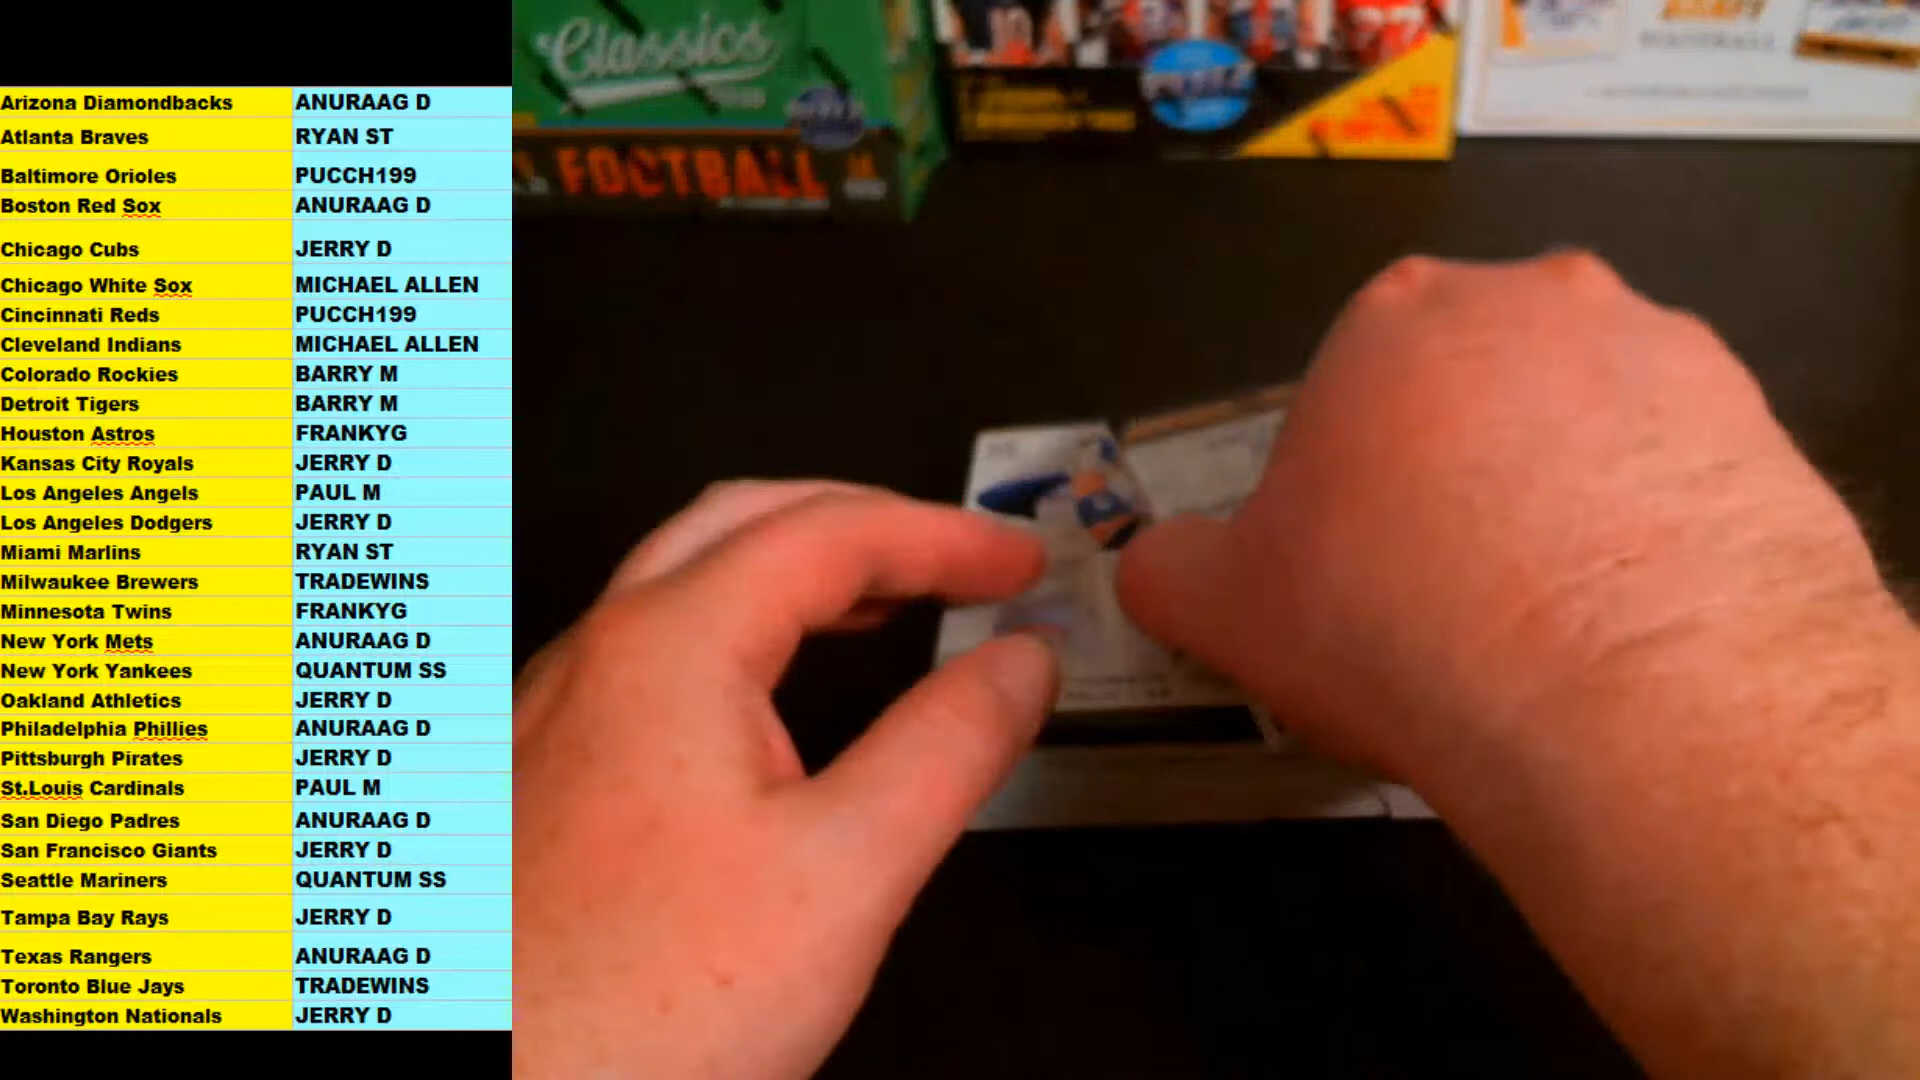 Arizona Diamondbacks ANURAAG D
Atlanta Braves RYAN ST
Baltimore Orioles PUCCH199
Boston Red Sox ANURAAG D
Chicago Cubs JERRY D
Chicago White Sox MICHAEL ALLEN
Cincinnati Reds PUCCH199
Cleveland Indians MICHAEL ALLEN
Colorado Rockies BARRY M
Detroit Tigers BARRY M
Houston Astros FRANKYG
Kansas City Royals JERRY D
Los Angeles Angels PAUL M
Los Angeles Dodgers JERRY D
Miami Marlins RYAN ST
Milwaukee Brewers TRADEWINS
Minnesota Twins FRANKYG
New York Mets ANURAAG D
New York Yankees QUANTUM SS
Oakland Athletics JERRY D
Philadelphia Phillies ANURAAG D
Pittsburgh Pirates JERRY D
St.Louis Cardinals PAUL M
San Diego Padres ANURAAG D
San Francisco Giants JERRY D
Seattle Mariners QUANTUM SS
Tampa Bay Rays JERRY D
Texas Rangers ANURAAG D
Toronto Blue Jays TRADEWINS
Washington Nationals JERRY D
Classics
FOOTBALL